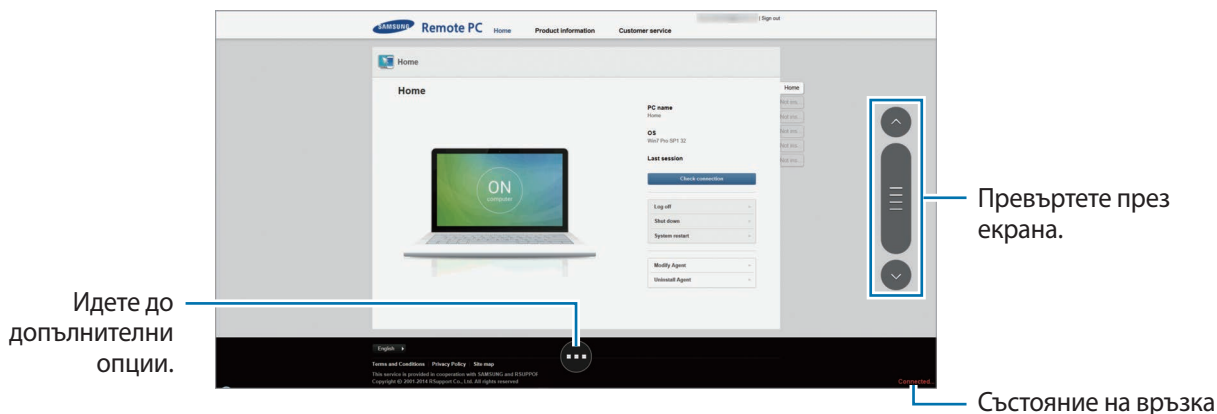 | Sign out
SAMSUNG Remote PC Home Product Information Customer service
Home
Home
Home
PC name
Home
OS
Win7 Pro SP1 32
Last session
ON
computer
Check connection
Log off
Shut down
System restart
Modify Agent
Uninstall Agent
Превъртете през
екрана.
Идете до
допълнителни
опции.
English
Terms and Conditions Privacy Policy Site map
This service is provided in cooperation with SAMSUNG and RSUPPOR
Copyright © 2001-2014 RSupport Co., Ltd. All rights reserved
Connected...
Състояние на връзка